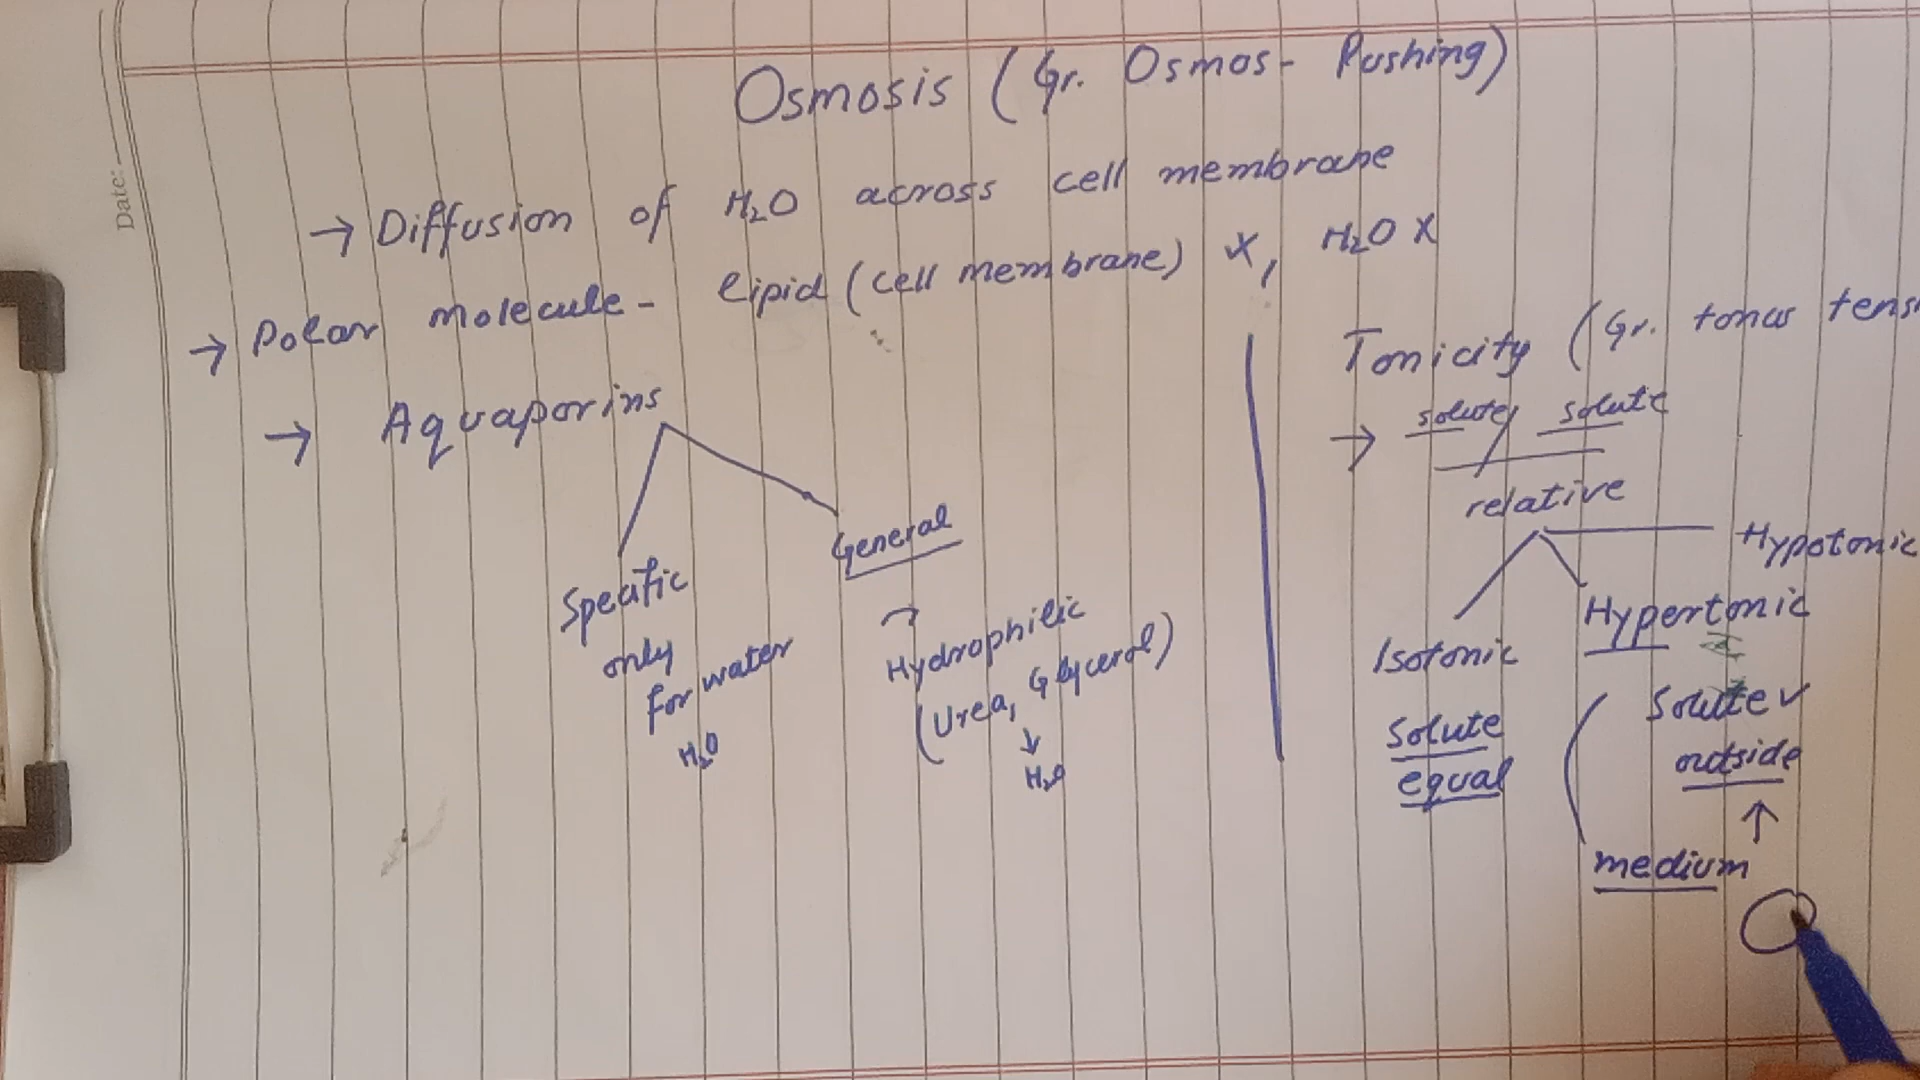 Osmosis (Gr. Osmos- Pushing)
Date:
→ Diffusion of H₂O across cell membrane
→ Polar molecule - lipid (cell membrane) X, H₂O X
→ Aquaporins
Specific
only
for water
H₂O
General
Hydrophilic
(Urea, Glycerol)
↓
H₂O
Tonicity (Gr. tonus tens
→ solute/ solute
relative
Hypotonic
Hypertonic
Isotonic
Solute
equal
Solute ✓
outside
↑
medium